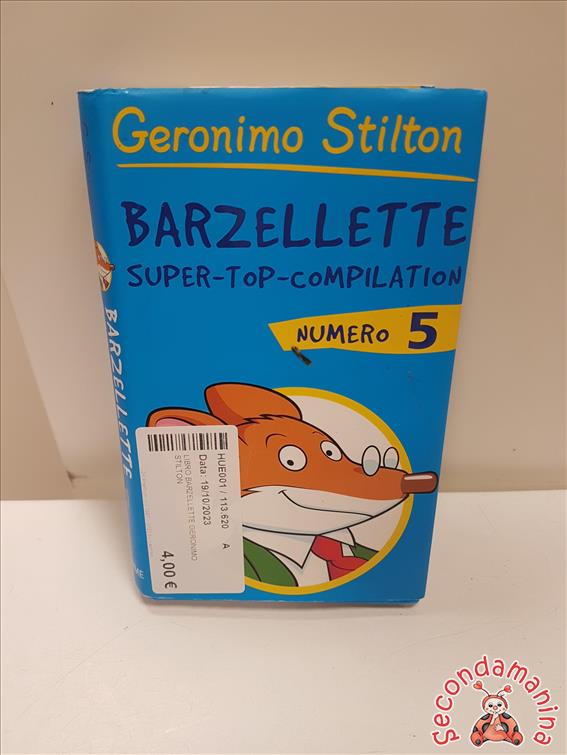 Geronimo Stilton
BARZELLETTE
SUPER-TOP-COMPILATION
NUMERO 5
BARZELLETTE
HUE001 / 113.620 A
Data: 19/10/2023
LIBRO BARZELLETTE GERONIMO
STILTON
4,00 €
Secondamanina